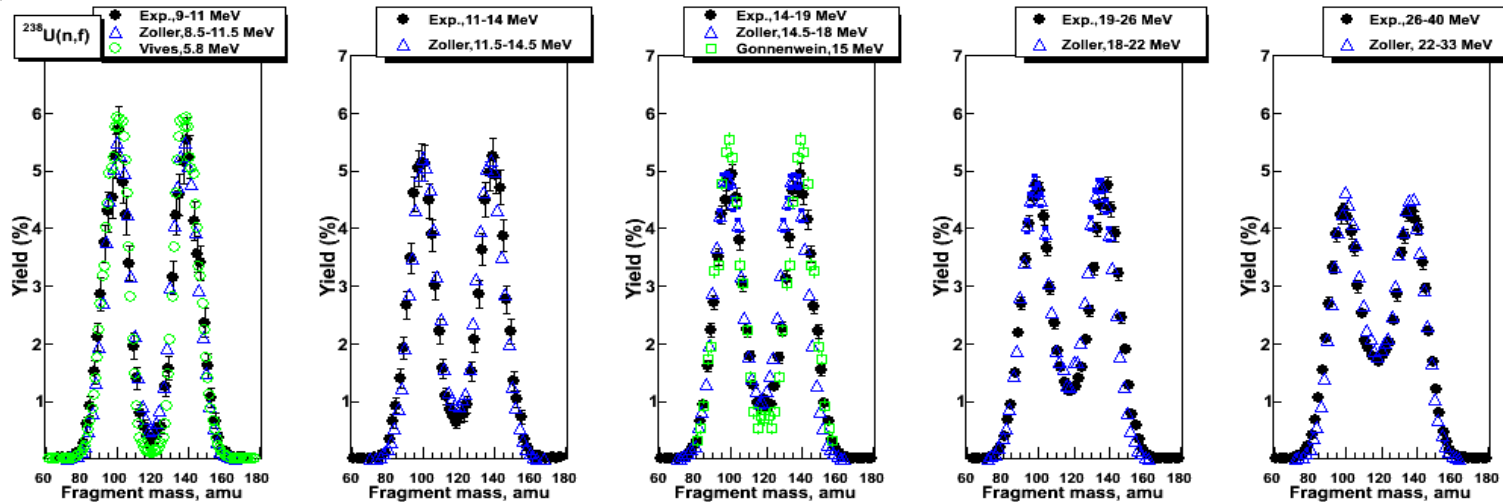 ²³⁸U(n,f)
Exp.,9-11 MeV
Zoller,8.5-11.5 MeV
Vives,5.8 MeV
Yield (%)
6
5
4
3
2
1
60 80 100 120 140 160 180
Fragment mass, amu
Exp.,11-14 MeV
Zoller,11.5-14.5 MeV
Yield (%)
7
6
5
4
3
2
1
60 80 100 120 140 160 180
Fragment mass, amu
Exp.,14-19 MeV
Zoller,14.5-18 MeV
Gonnenwein,15 MeV
Yield (%)
7
6
5
4
3
2
1
60 80 100 120 140 160 180
Fragment mass, amu
Exp.,19-26 MeV
Zoller,18-22 MeV
Yield (%)
7
6
5
4
3
2
1
60 80 100 120 140 160 180
Fragment mass, amu
Exp.,26-40 MeV
Zoller, 22-33 MeV
Yield (%)
7
6
5
4
3
2
1
60 80 100 120 140 160 180
Fragment mass, amu